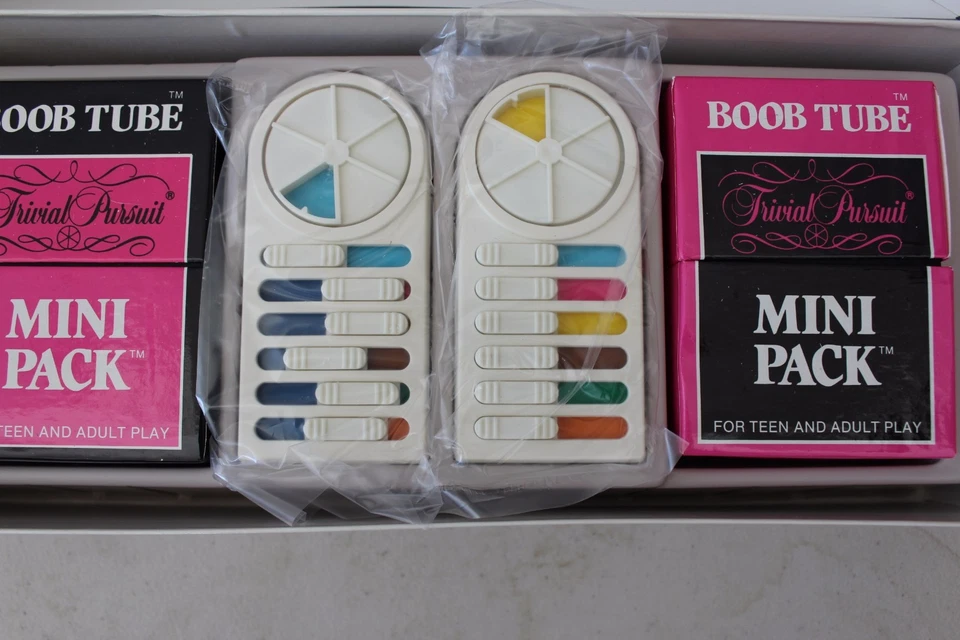 OOB TUBE™
Trivial Pursuit®
MINI
PACK™
TEEN AND ADULT PLAY
BOOB TUBE™
Trivial Pursuit®
MINI
PACK™
FOR TEEN AND ADULT PLAY